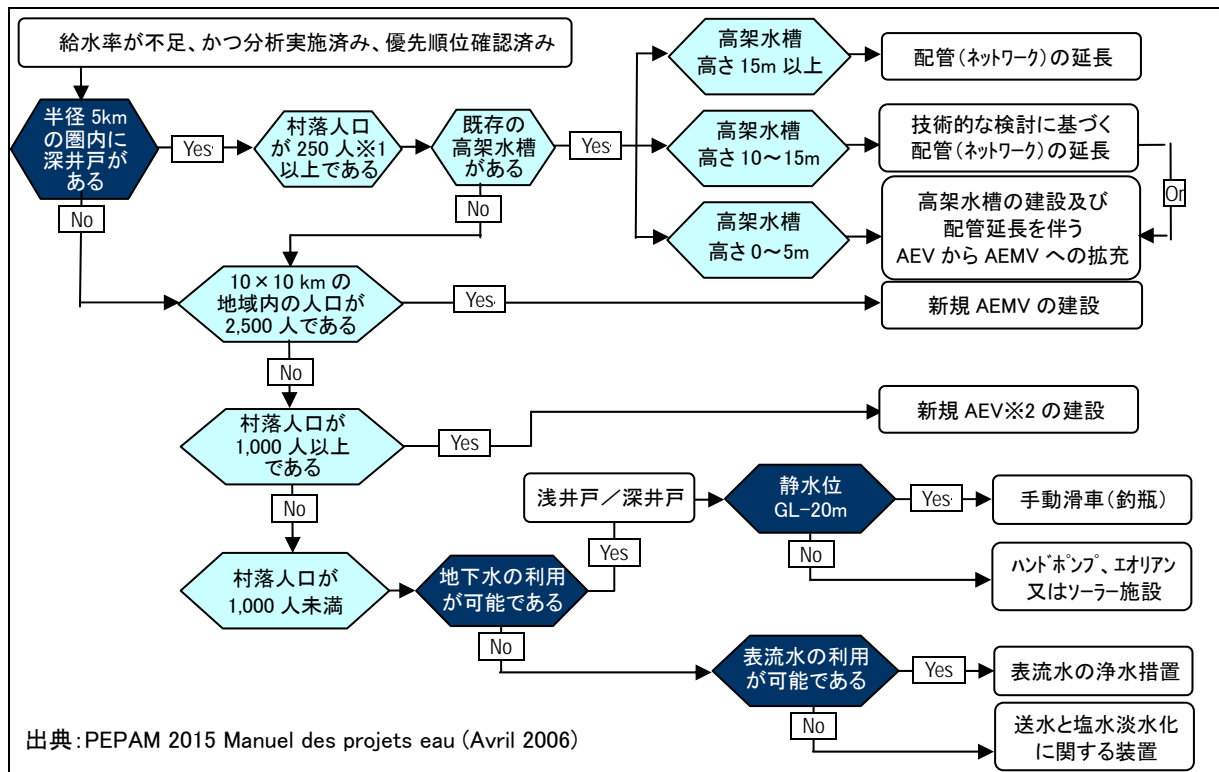 給水率が不足、かつ分析実施済み、優先順位確認済み
半径 5km
の圏内に
深井戸が
ある
Yes
村落人口
が 250 人※1
以上である
既存の
高架水槽
がある
Yes
高架水槽
高さ 15m 以上
配管(ネットワーク)の延長
高架水槽
高さ 10～15m
技術的な検討に基づく
配管(ネットワーク)の延長
Or
高架水槽
高さ 0～5m
高架水槽の建設及び
配管延長を伴う
AEV から AEMV への拡充
No
No
10×10 km の
地域内の人口が
2,500 人である
Yes
新規 AEMV の建設
No
村落人口が
1,000 人以上
である
Yes
新規 AEV※2 の建設
No
村落人口が
1,000 人未満
地下水の利用
が可能である
Yes
浅井戸／深井戸
静水位
GL-20m
Yes
手動滑車(釣瓶)
No
ﾊﾝﾄﾞﾎﾟﾝﾌﾟ、エオリアン
又はソーラー施設
No
表流水の利用
が可能である
Yes
表流水の浄水措置
No
送水と塩水淡水化
に関する装置
出典：PEPAM 2015 Manuel des projets eau (Avril 2006)